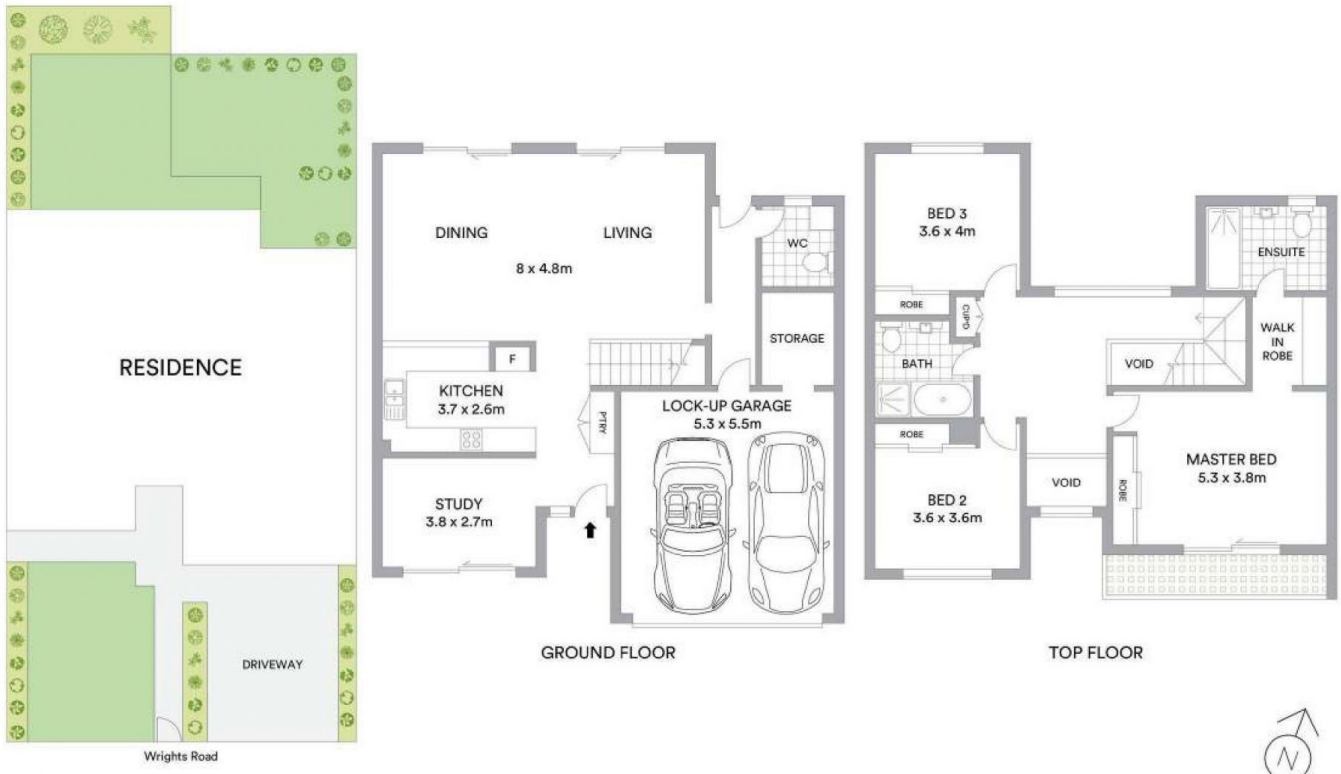 RESIDENCE
DRIVEWAY
Wrights Road
DINING
LIVING
8 x 4.8m
WC
STORAGE
F
KITCHEN
3.7 x 2.6m
PTRY
LOCK-UP GARAGE
5.3 x 5.5m
STUDY
3.8 x 2.7m
GROUND FLOOR
BED 3
3.6 x 4m
ROBE
CUP'D
BATH
ENSUITE
WALK
IN
ROBE
VOID
ROBE
BED 2
3.6 x 3.6m
VOID
ROBE
MASTER BED
5.3 x 3.8m
TOP FLOOR
N